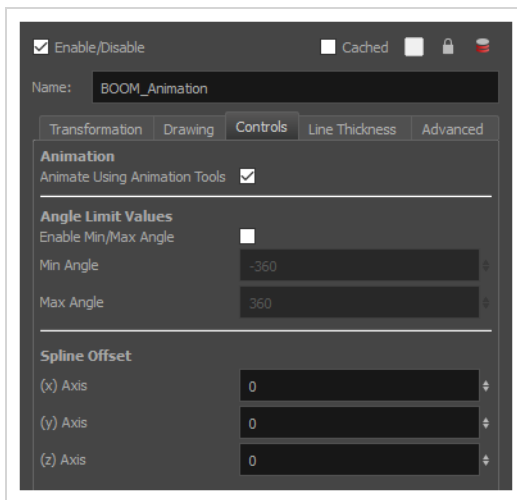 Enable/Disable Cached
Name: BOOM_Animation
Transformation Drawing Controls Line Thickness Advanced
Animation
Animate Using Animation Tools
Angle Limit Values
Enable Min/Max Angle
Min Angle -360
Max Angle 360
Spline Offset
(x) Axis 0
(y) Axis 0
(z) Axis 0